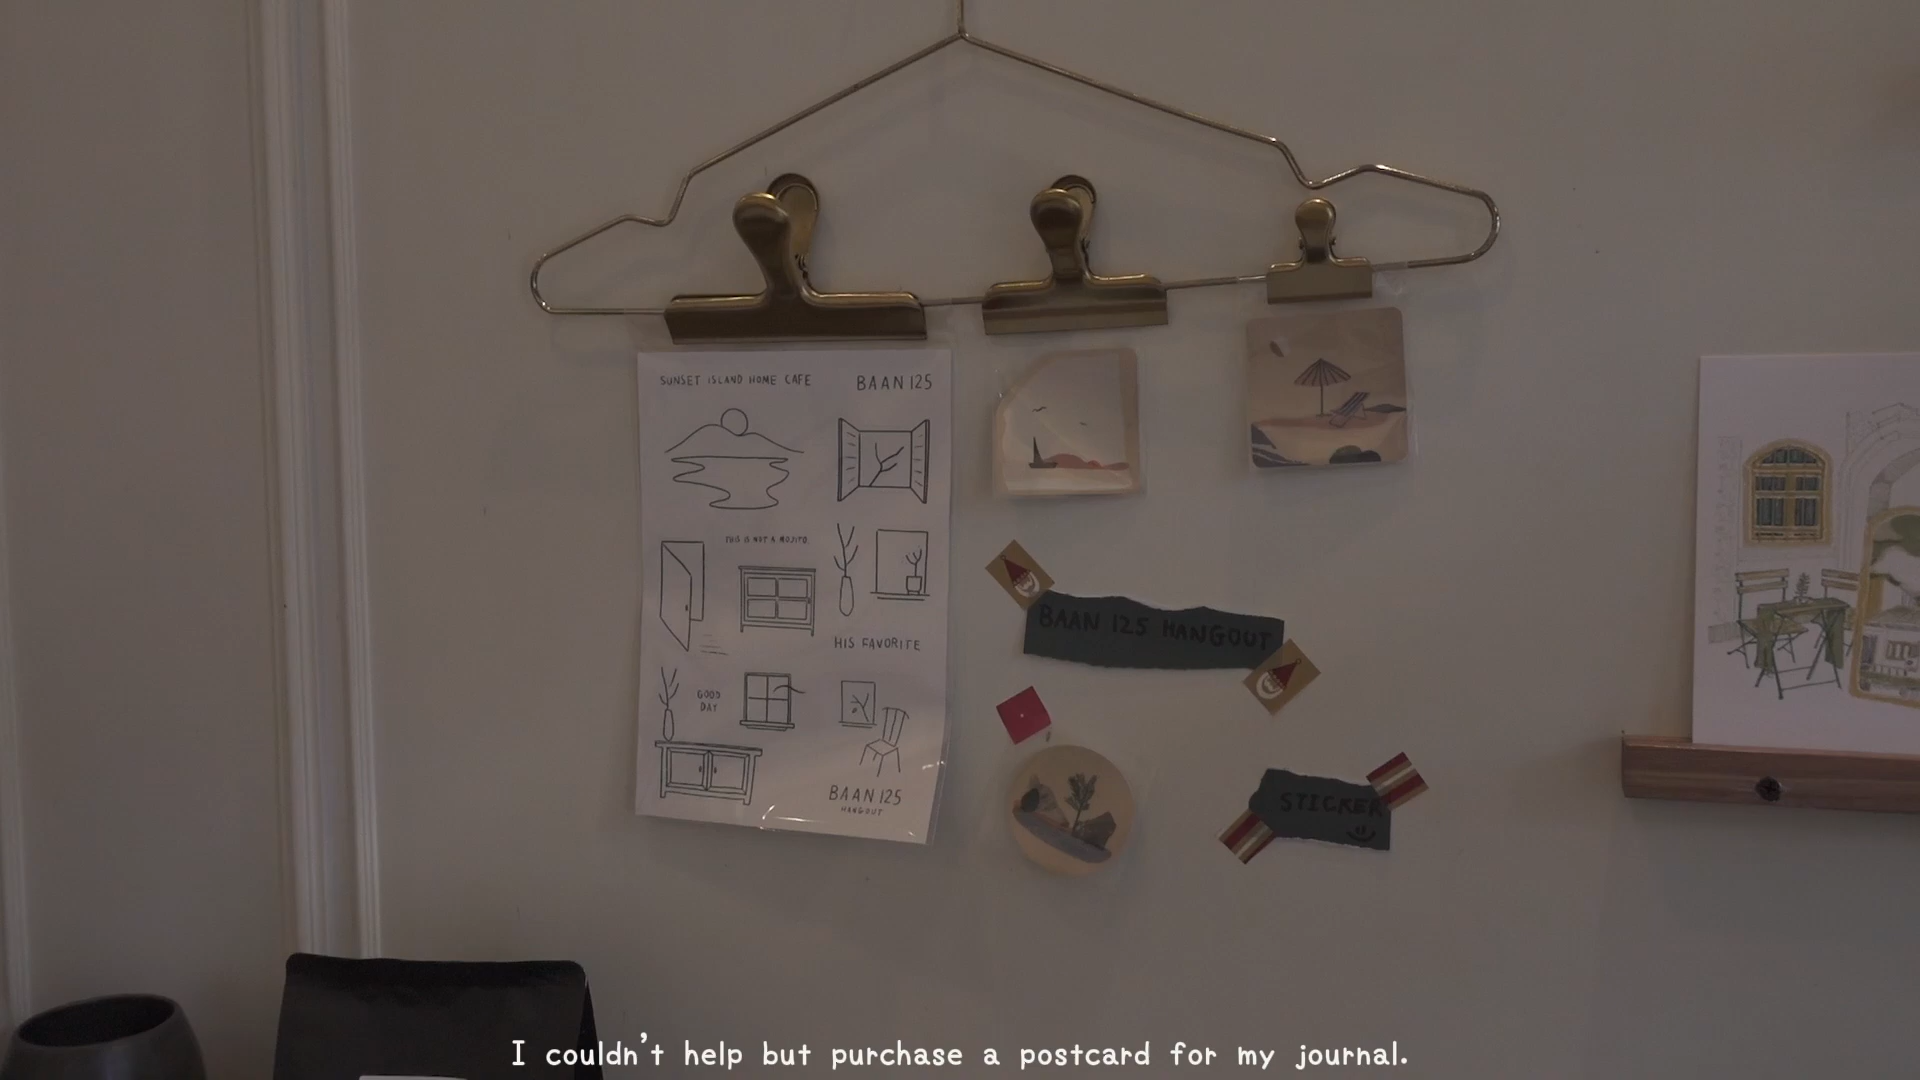 SUNSET ISLAND HOME CAFE
BAAN 125
THIS IS NOT A MOJITO
HIS FAVORITE
GOOD
DAY
BAAN 125
HANGOUT
BAAN 125 HANGOUT
STICKER
I couldn't help but purchase a postcard for my journal.